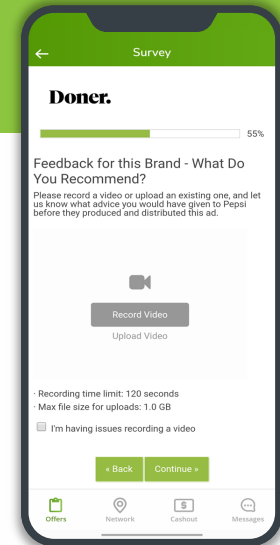 Survey
Doner.
55%
Feedback for this Brand - What Do
You Recommend?
Please record a video or upload an existing one, and let
us know what advice you would have given to Pepsi
before they produced and distributed this ad.
Record Video
Upload Video
· Recording time limit: 120 seconds
· Max file size for uploads: 1.0 GB
I'm having issues recording a video
« Back
Continue »
Offers
Network
$
Cashout
Messages